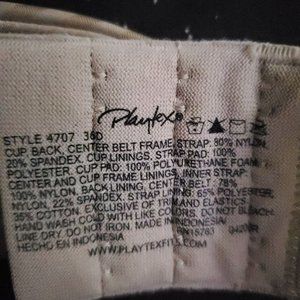 Playtex®
STYLE 4707 36D
CUP BACK, CENTER BELT FRAME, STRAP: 80% NYLON,
20% SPANDEX. CUP LININGS, STRAP PAD: 100%
POLYESTER. CUP PAD: 100% POLYURETHANE FOAM.
CENTER AND CUP FRAME LININGS, INNER STRAP:
100% NYLON. BACK, CENTER BELT: 78%
NYLON, 22% SPANDEX. STRAP LINING: 65% POLYESTER,
35% COTTON. EXCLUSIVE OF TRIM AND ELASTICS.
HAND WASH COLD WITH LIKE COLORS. DO NOT BLEACH.
LINE DRY. DO NOT IRON. MADE IN INDONESIA
HECHO EN INDONESIA
WWW.PLAYTEXFITS.COM